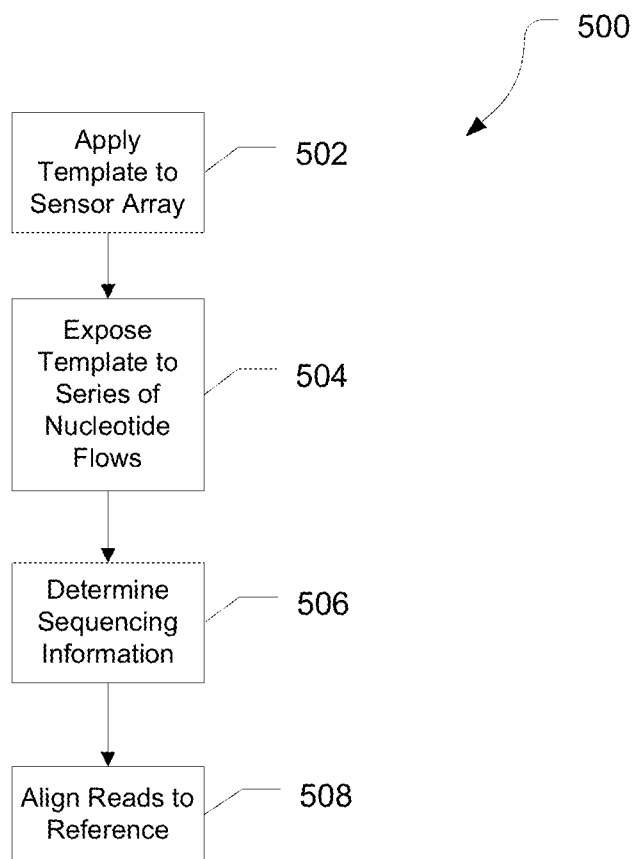 500
Apply
Template to
Sensor Array
502
Expose
Template to
Series of
Nucleotide
Flows
504
Determine
Sequencing
Information
506
Align Reads to
Reference
508